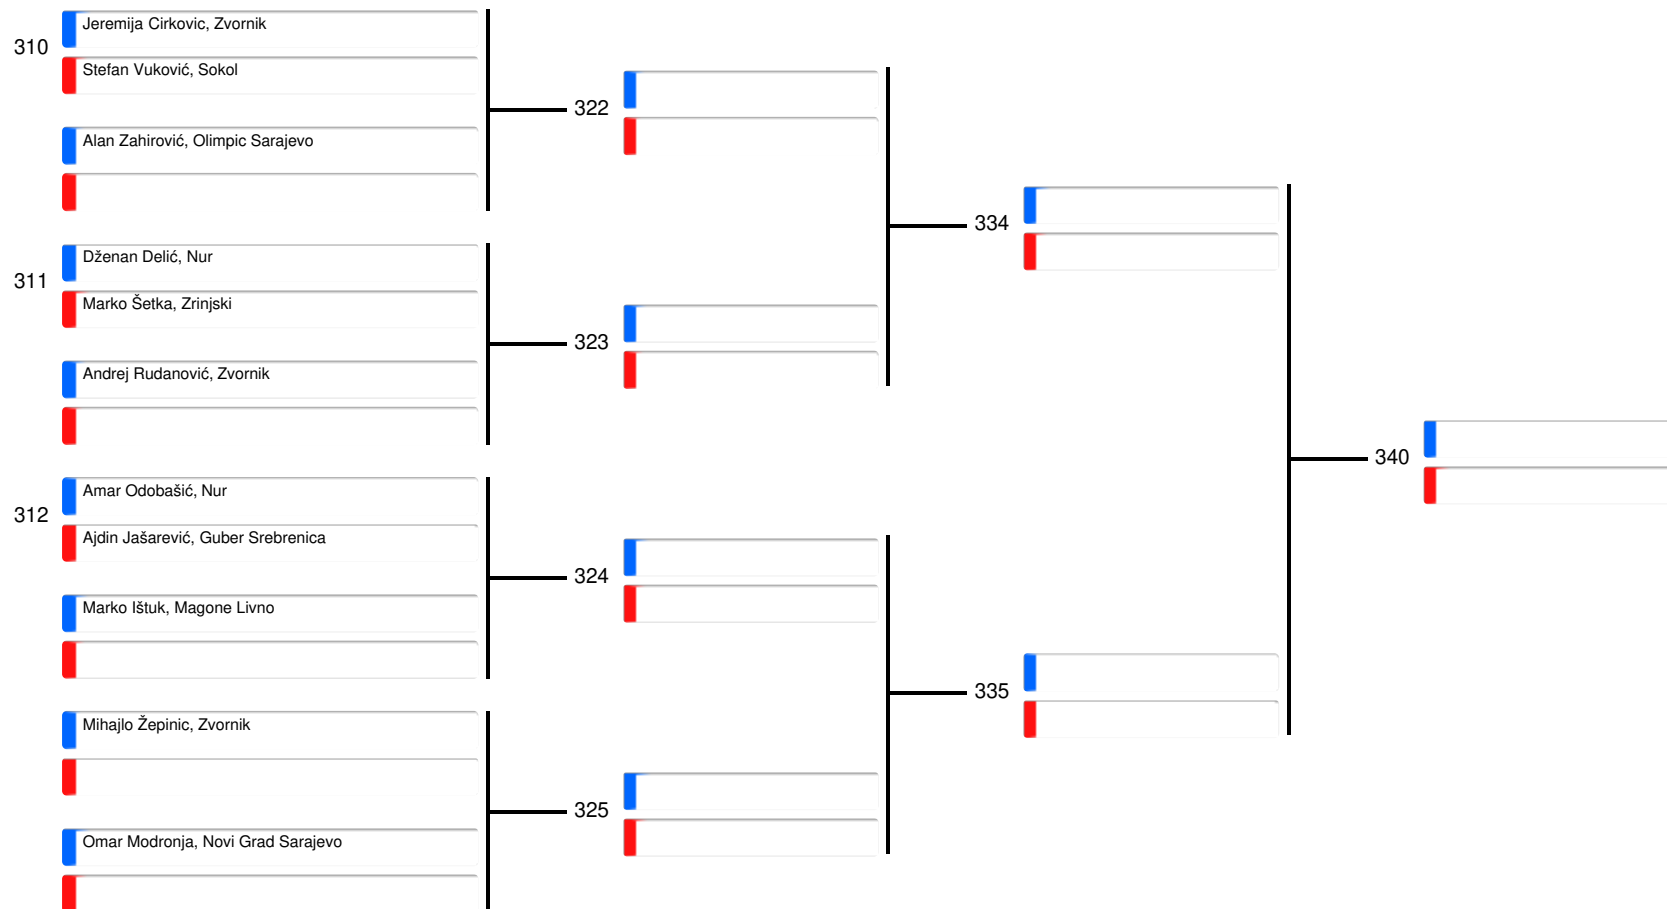 310
Jeremija Cirkovic, Zvornik
Stefan Vuković, Sokol
Alan Zahirović, Olimpic Sarajevo
311
Dženan Delić, Nur
Marko Šetka, Zrinjski
Andrej Rudanović, Zvornik
312
Amar Odobašić, Nur
Ajdin Jašarević, Guber Srebrenica
Marko Ištuk, Magone Livno
Mihajlo Žepinic, Zvornik
Omar Modronja, Novi Grad Sarajevo
322
323
324
325
334
335
340